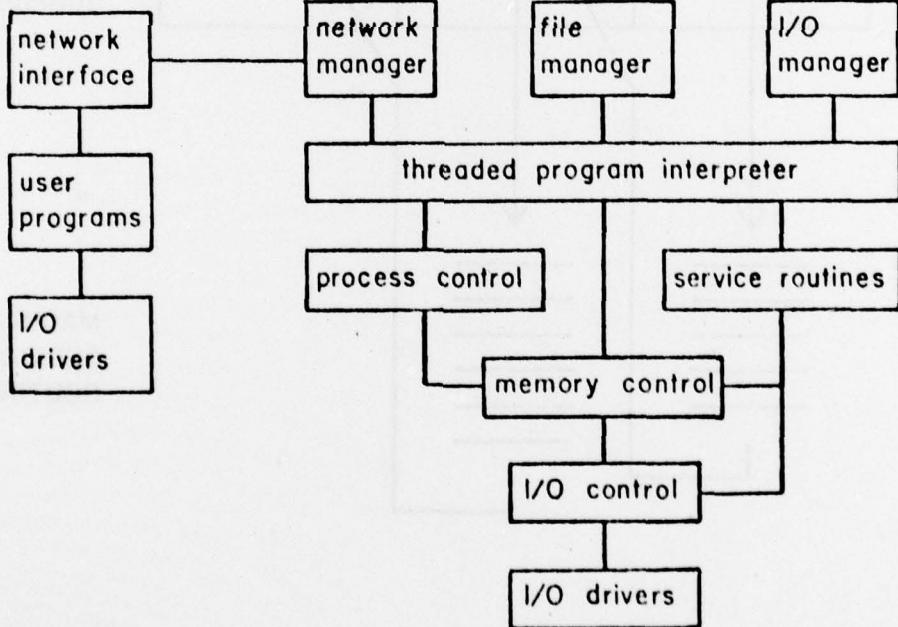 network
interface
network
manager
file
manager
I/O
manager
threaded program interpreter
user
programs
process control
service routines
I/O
drivers
memory control
I/O control
I/O drivers